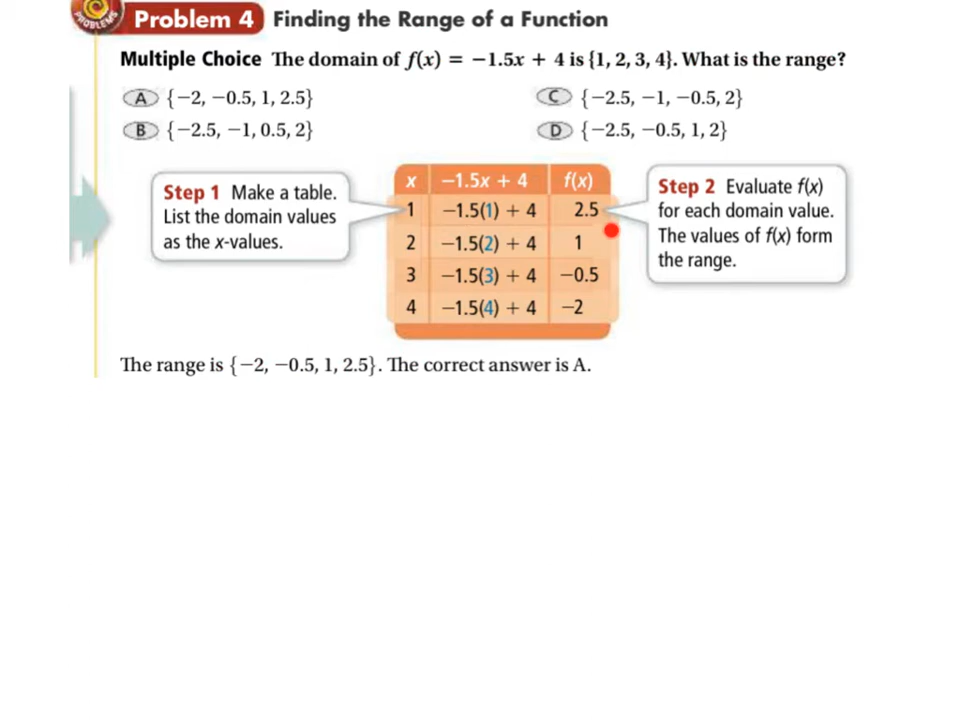 PROBLEMS
Problem 4 Finding the Range of a Function
Multiple Choice The domain of f(x) = −1.5x + 4 is {1, 2, 3, 4}. What is the range?
A {−2, −0.5, 1, 2.5}
C {−2.5, −1, −0.5, 2}
B {−2.5, −1, 0.5, 2}
D {−2.5, −0.5, 1, 2}
Step 1 Make a table.
List the domain values
as the x-values.
x −1.5x + 4 f(x)
1 −1.5(1) + 4 2.5
2 −1.5(2) + 4 1
3 −1.5(3) + 4 −0.5
4 −1.5(4) + 4 −2
Step 2 Evaluate f(x)
for each domain value.
The values of f(x) form
the range.
The range is {−2, −0.5, 1, 2.5}. The correct answer is A.